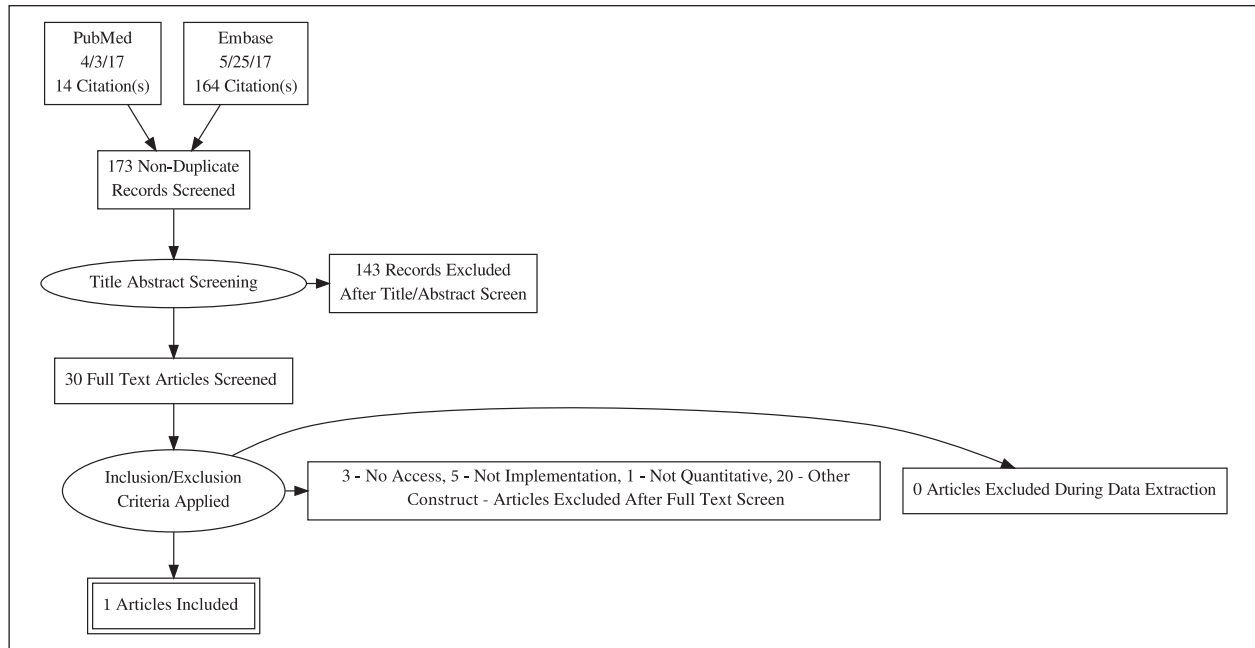 PubMed
4/3/17
14 Citation(s)
Embase
5/25/17
164 Citation(s)
173 Non-Duplicate
Records Screened
Title Abstract Screening
143 Records Excluded
After Title/Abstract Screen
30 Full Text Articles Screened
Inclusion/Exclusion
Criteria Applied
3 - No Access, 5 - Not Implementation, 1 - Not Quantitative, 20 - Other
Construct - Articles Excluded After Full Text Screen
0 Articles Excluded During Data Extraction
1 Articles Included